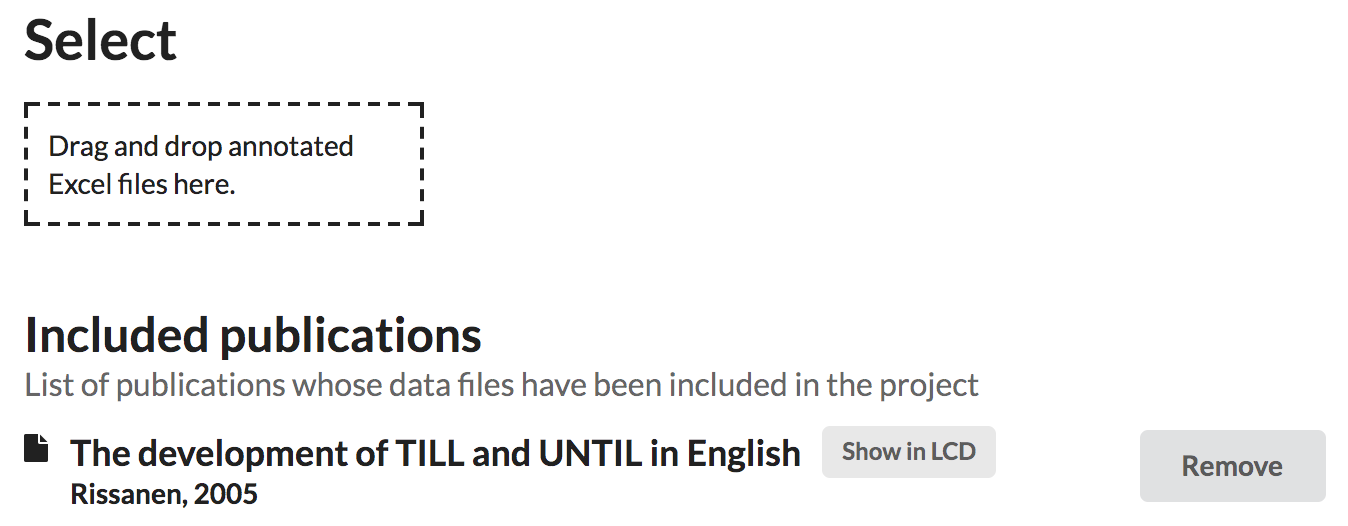 Select
Drag and drop annotated
Excel files here.
Included publications
List of publications whose data files have been included in the project
The development of TILL and UNTIL in English
Show in LCD
Remove
Rissanen, 2005